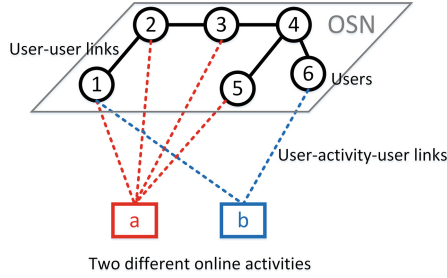 OSN
2
3
4
User-user links
1
5
6
Users
User-activity-user links
a
b
Two different online activities